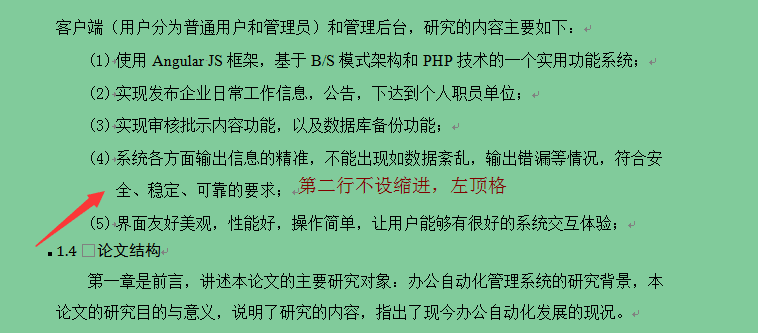 客户端（用户分为普通用户和管理员）和管理后台，研究的内容主要如下：
(1) 使用 Angular JS 框架，基于 B/S 模式架构和 PHP 技术的一个实用功能系统；
(2) 实现发布企业日常工作信息，公告，下达到个人职员单位；
(3) 实现审核批示内容功能，以及数据库备份功能；
(4) 系统各方面输出信息的精准，不能出现如数据紊乱，输出错漏等情况，符合安
全、稳定、可靠的要求； 第二行不设缩进，左顶格
(5) 界面友好美观，性能好，操作简单，让用户能够有很好的系统交互体验；
1.4 论文结构
第一章是前言，讲述本论文的主要研究对象：办公自动化管理系统的研究背景，本
论文的研究目的与意义，说明了研究的内容，指出了现今办公自动化发展的现况。